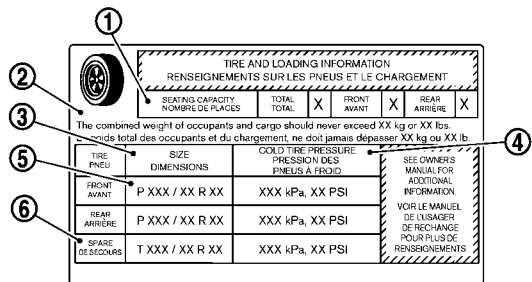 1
TIRE AND LOADING INFORMATION
RENSEIGNEMENTS SUR LES PNEUS ET LE CHARGEMENT
2
SEATING CAPACITY
NOMBRE DE PLACES
TOTAL
TOTAL
X
FRONT
AVANT
X
REAR
ARRIÈRE
X
The combined weight of occupants and cargo should never exceed XX kg or XX lbs.
poids total des occupants et du chargement, ne doit jamais dépasser XX kg ou XX lb.
3
4
TIRE
PNEU
SIZE
DIMENSIONS
COLD TIRE PRESSURE
PRESSION DES
PNEUS À FROID
SEE OWNER'S
MANUAL FOR
ADDITIONAL
INFORMATION.
VOIR LE MANUEL
DE L'USAGER
DE RECHANGE
POUR PLUS DE
RENSEIGNEMENTS
5
FRONT
AVANT
P XXX / XX R XX
XXX kPa, XX PSI
REAR
ARRIÈRE
P XXX / XX R XX
XXX kPa, XX PSI
6
SPARE
DE SECOURS
T XXX / XX R XX
XXX kPa, XX PSI